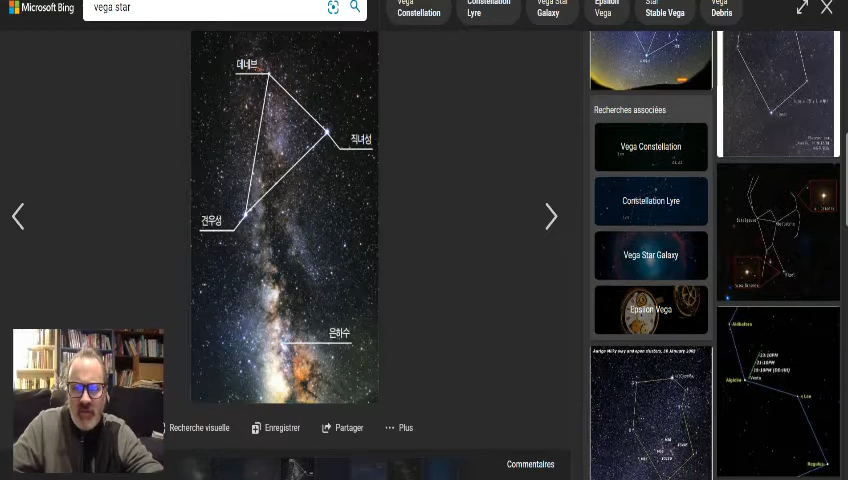 Microsoft Bing
vega star
Vega
Constellation
Constellation
Lyre
Vega Star
Galaxy
Epsilon
Vega
Star
Stable Vega
Vega
Debris
데네브
직녀성
견우성
은하수
Recherche visuelle
Enregistrer
Partager
Plus
Commentaires
Recherches associées
Vega Constellation
Constellation Lyre
Vega Star Galaxy
Epsilon Vega
Regulus